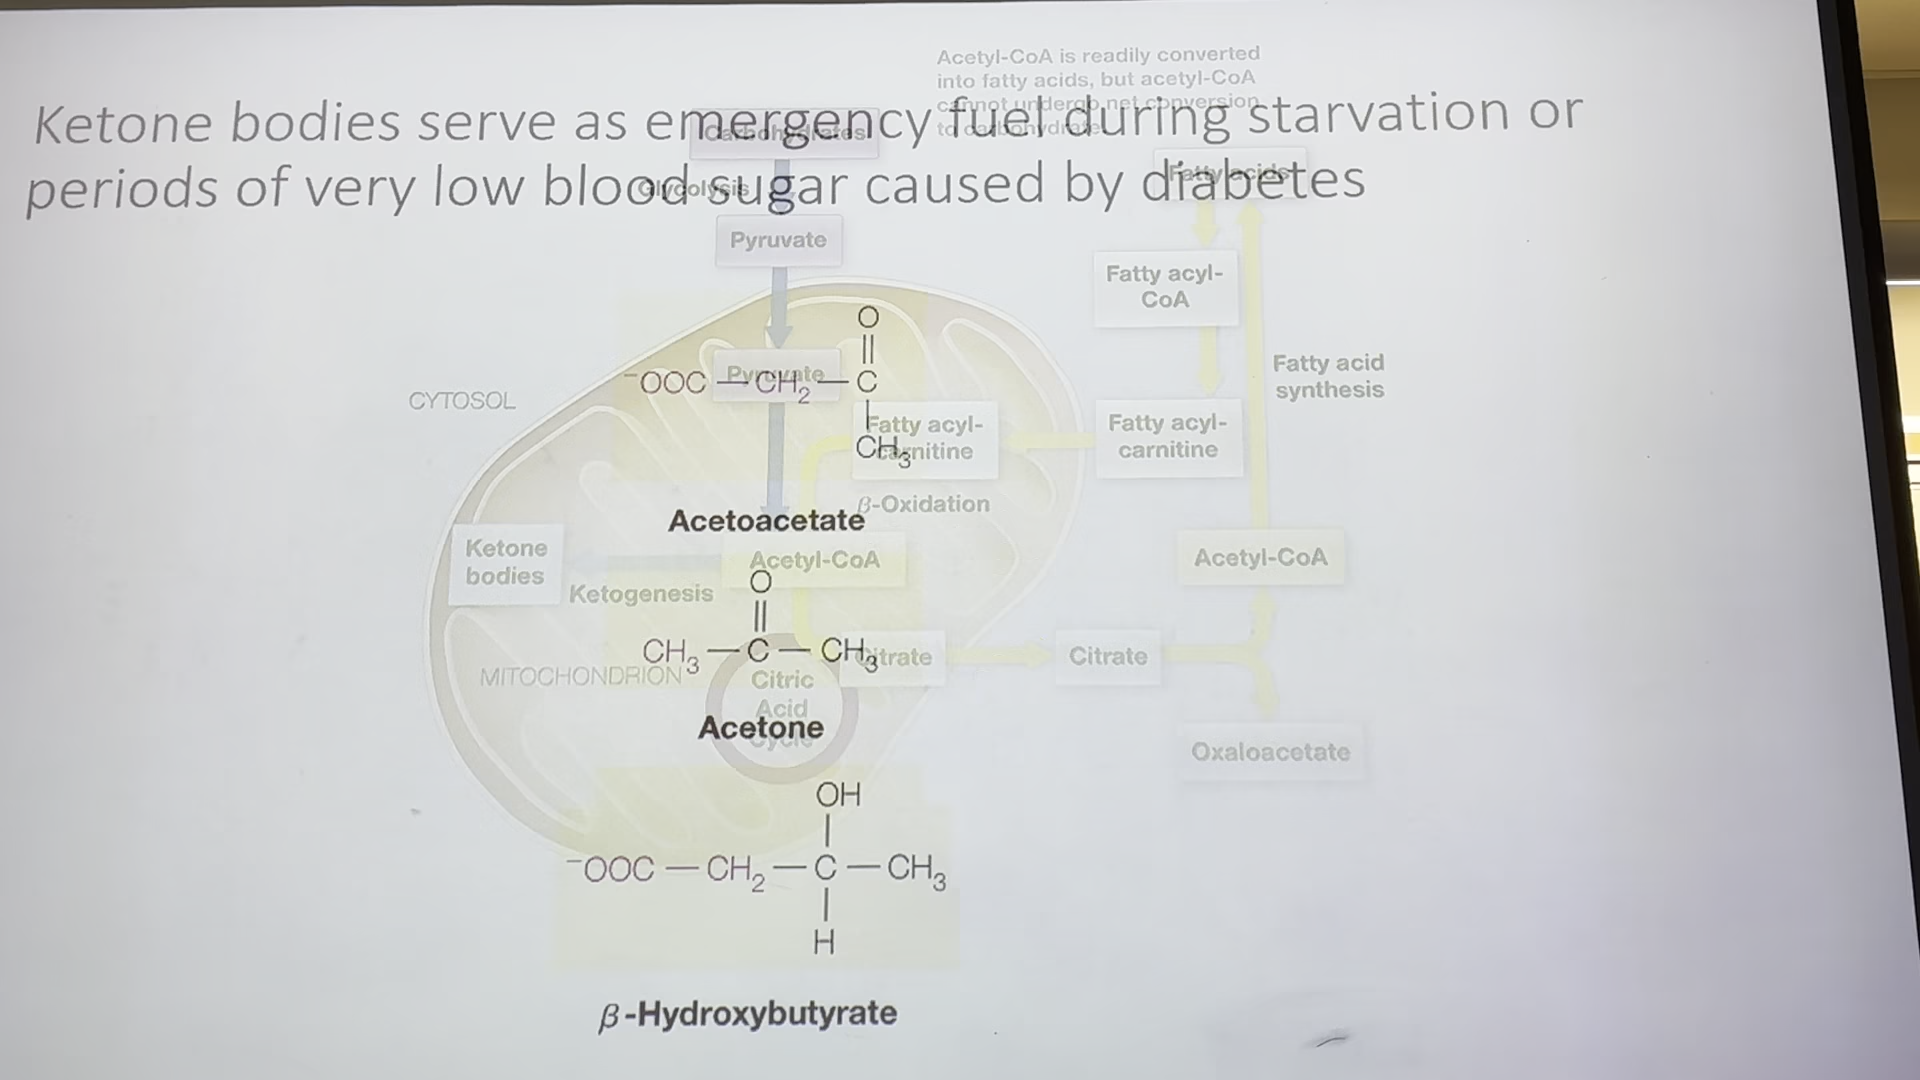 Acetyl-CoA is readily converted
into fatty acids, but acetyl-CoA
cannot undergo net conversion
to carbohydrate
Ketone bodies serve as emergency fuel during starvation or
periods of very low blood sugar caused by diabetes
Carbohydrates
Glycolysis
Fatty acids
Pyruvate
Fatty acyl-
CoA
O
||
⁻OOC — CH₂ — C
|
CH₃
Pyruvate
Fatty acid
synthesis
CYTOSOL
Fatty acyl-
carnitine
Fatty acyl-
carnitine
β-Oxidation
Acetoacetate
Ketone
bodies
Acetyl-CoA
Acetyl-CoA
Ketogenesis
O
||
CH₃ — C — CH₃
Citrate
Citrate
MITOCHONDRION
Citric
Acid
Cycle
Acetone
Oxaloacetate
OH
|
⁻OOC — CH₂ — C — CH₃
|
H
β-Hydroxybutyrate